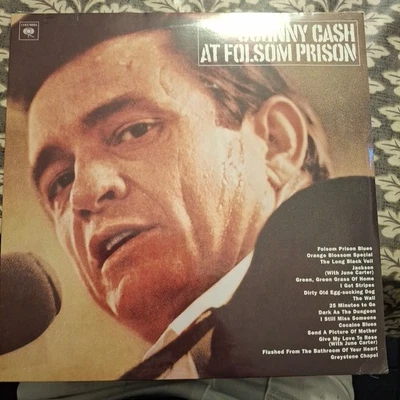 COLUMBIA
JOHNNY CASH
AT FOLSOM PRISON
Folsom Prison Blues
Orange Blossom Special
The Long Black Veil
Jackson
(With June Carter)
Green, Green Grass Of Home
I Got Stripes
Dirty Old Egg-sucking Dog
The Wall
25 Minutes to Go
Dark As The Dungeon
I Still Miss Someone
Cocaine Blues
Send A Picture Of Mother
Give My Love To Rose
(With June Carter)
Flushed From The Bathroom Of Your Heart
Greystone Chapel